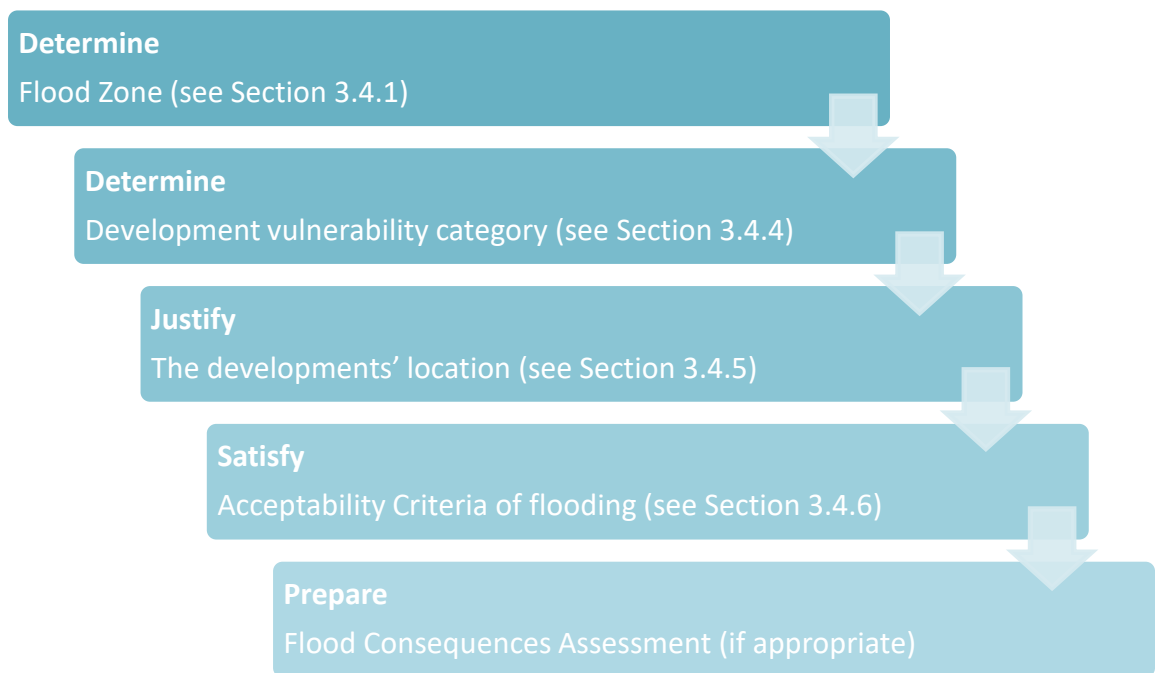 Determine
Flood Zone (see Section 3.4.1)
Determine
Development vulnerability category (see Section 3.4.4)
Justify
The developments’ location (see Section 3.4.5)
Satisfy
Acceptability Criteria of flooding (see Section 3.4.6)
Prepare
Flood Consequences Assessment (if appropriate)